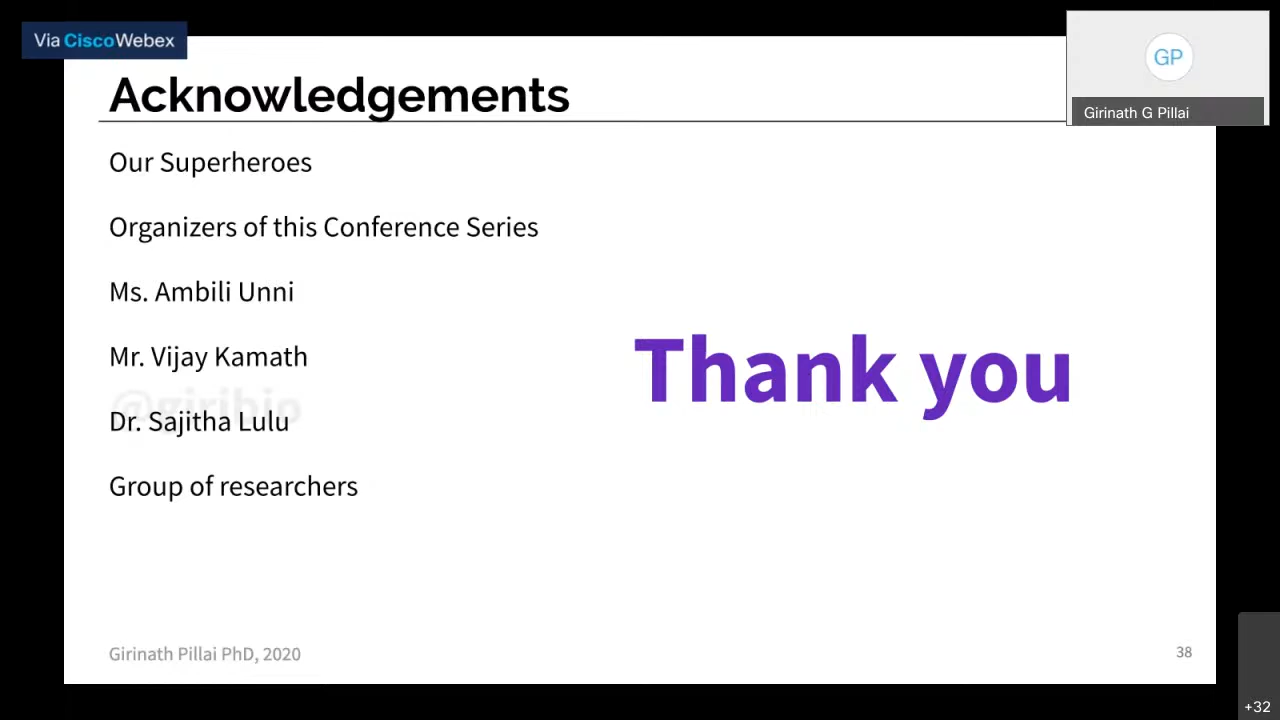 Via CiscoWebex
GP
Girinath G Pillai
Acknowledgements
Our Superheroes
Organizers of this Conference Series
Ms. Ambili Unni
Mr. Vijay Kamath
Dr. Sajitha Lulu
Group of researchers
Thank you
Girinath Pillai PhD, 2020
38
+32